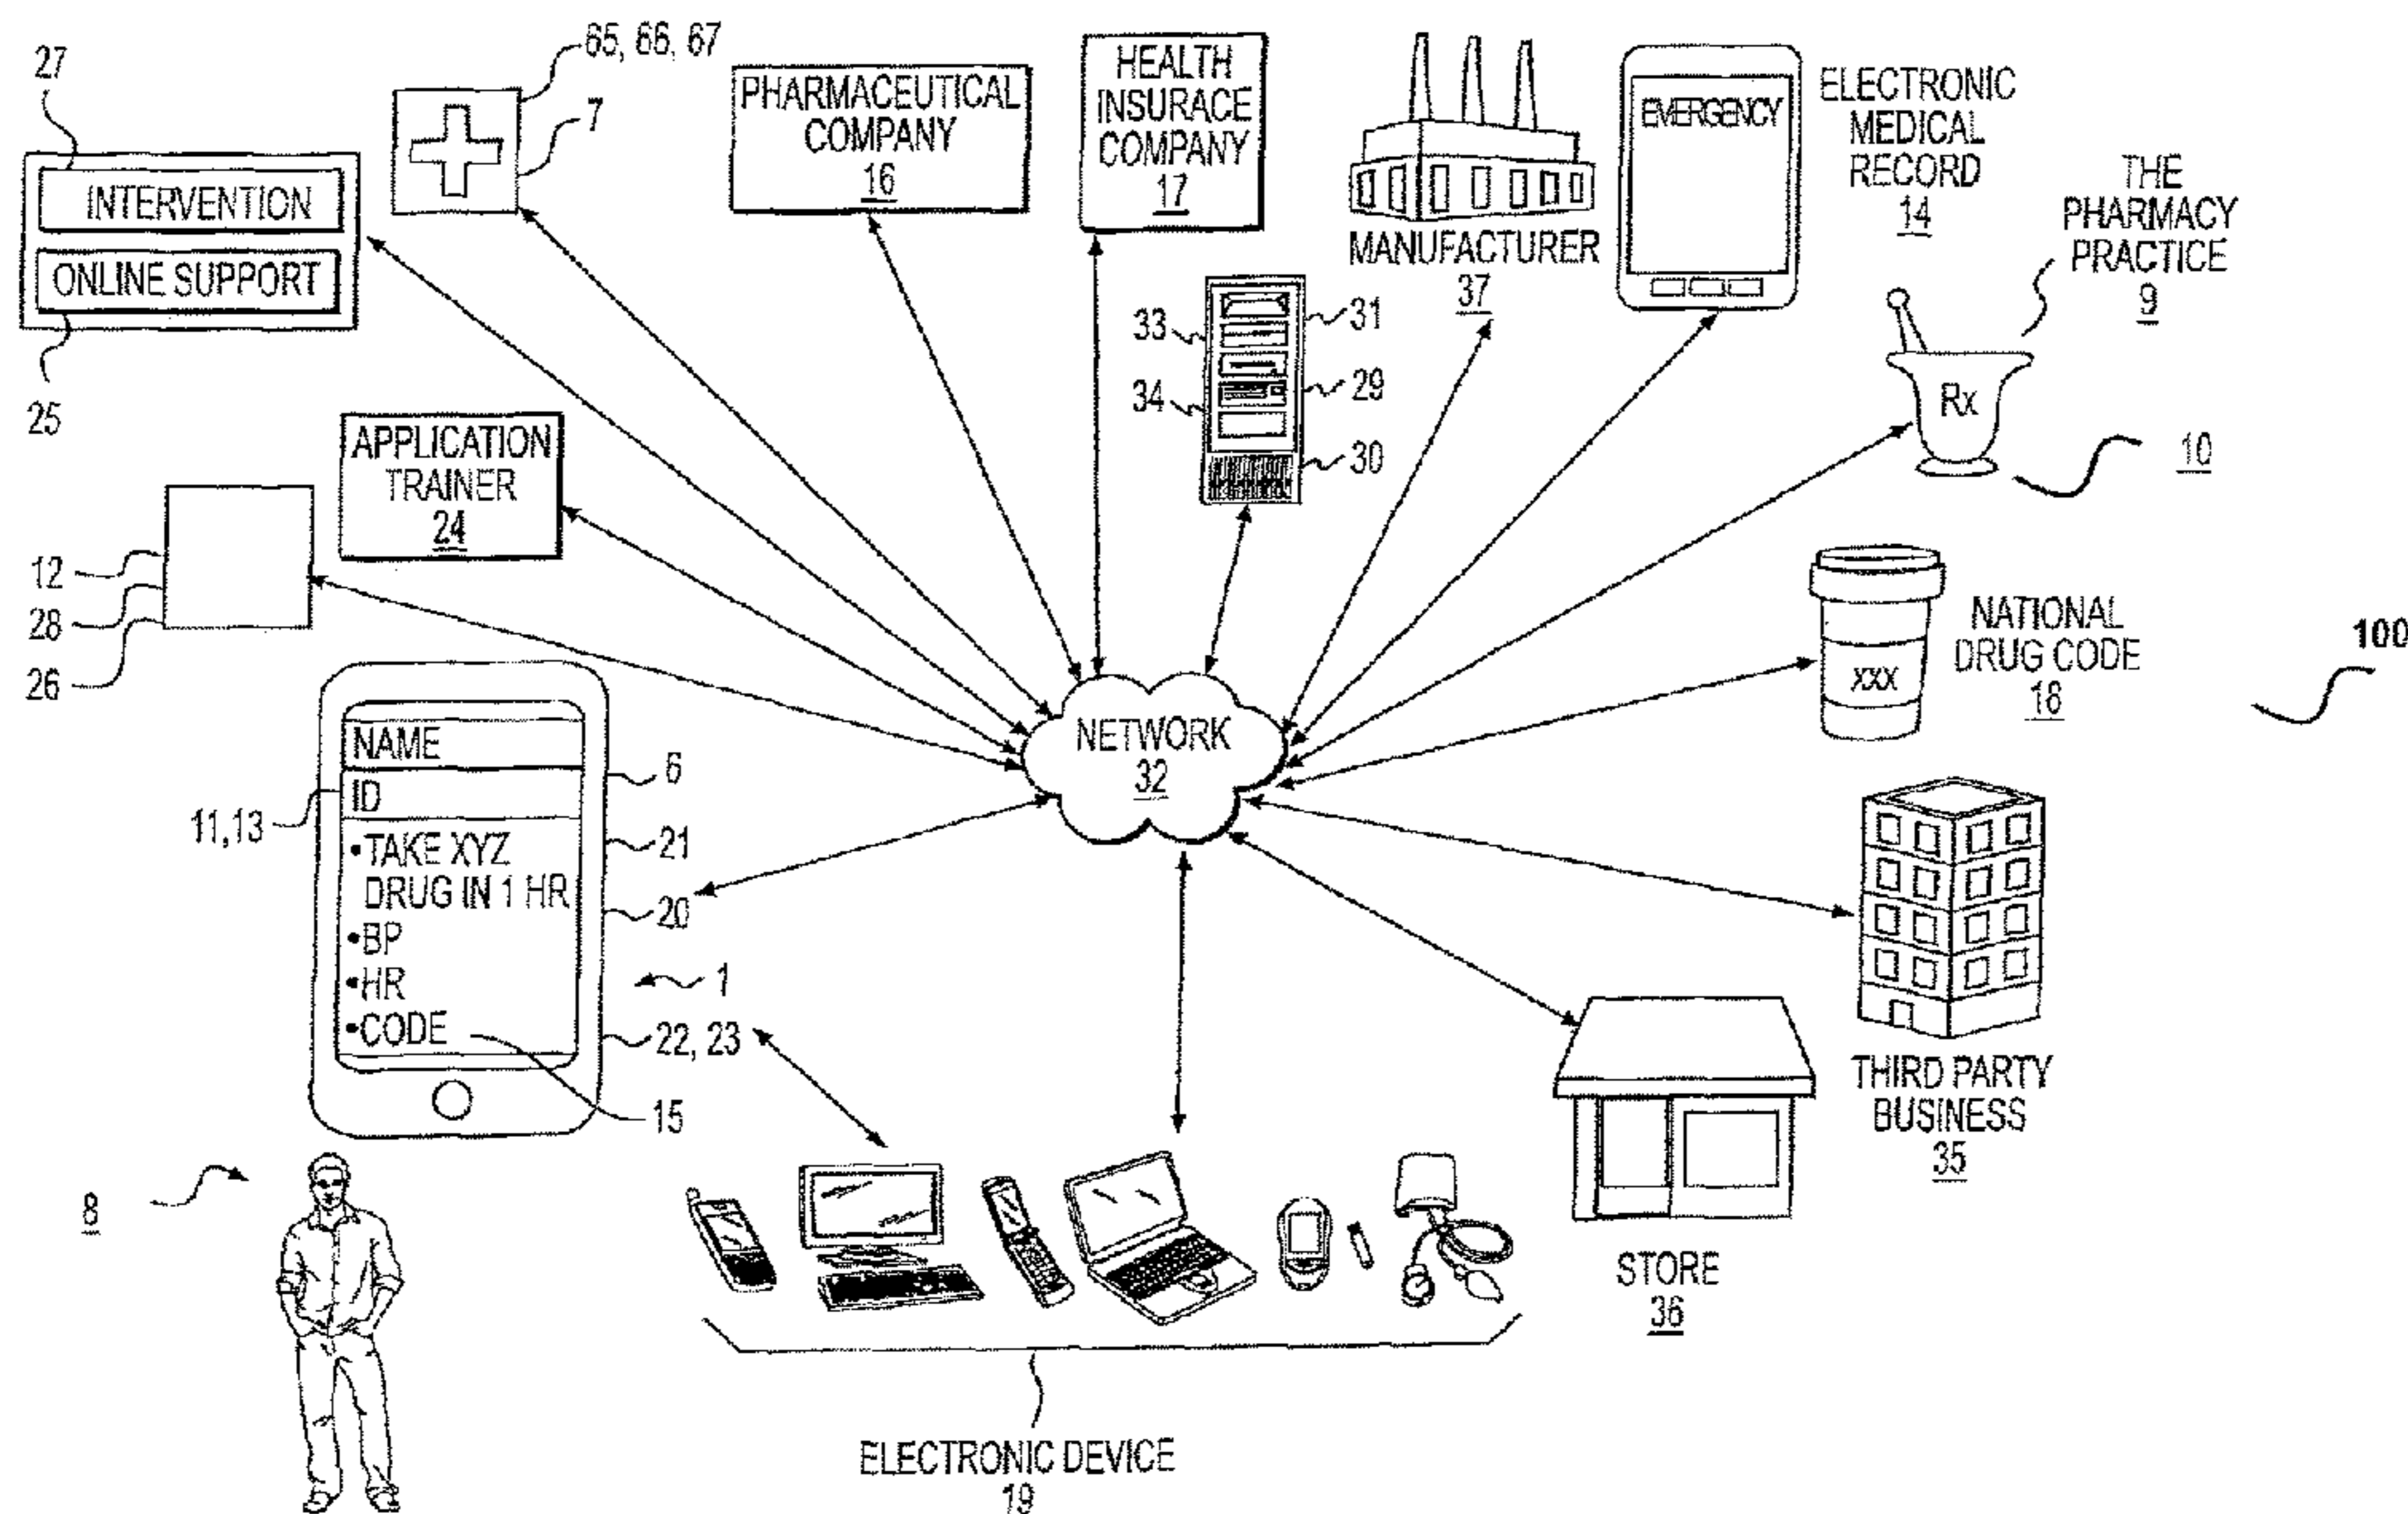 27
INTERVENTION
ONLINE SUPPORT
25
65, 66, 67
7
PHARMACEUTICAL
COMPANY
16
HEALTH
INSURACE
COMPANY
17
MANUFACTURER
37
EMERGENCY
ELECTRONIC
MEDICAL
RECORD
14
THE
PHARMACY
PRACTICE
9
Rx
10
33
34
31
29
30
APPLICATION
TRAINER
24
12
28
26
NATIONAL
DRUG CODE
18
XXX
100
NETWORK
32
NAME
ID
•TAKE XYZ
DRUG IN 1 HR
•BP
•HR
•CODE
6
11,13
21
20
1
22, 23
15
8
THIRD PARTY
BUSINESS
35
STORE
36
ELECTRONIC DEVICE
19